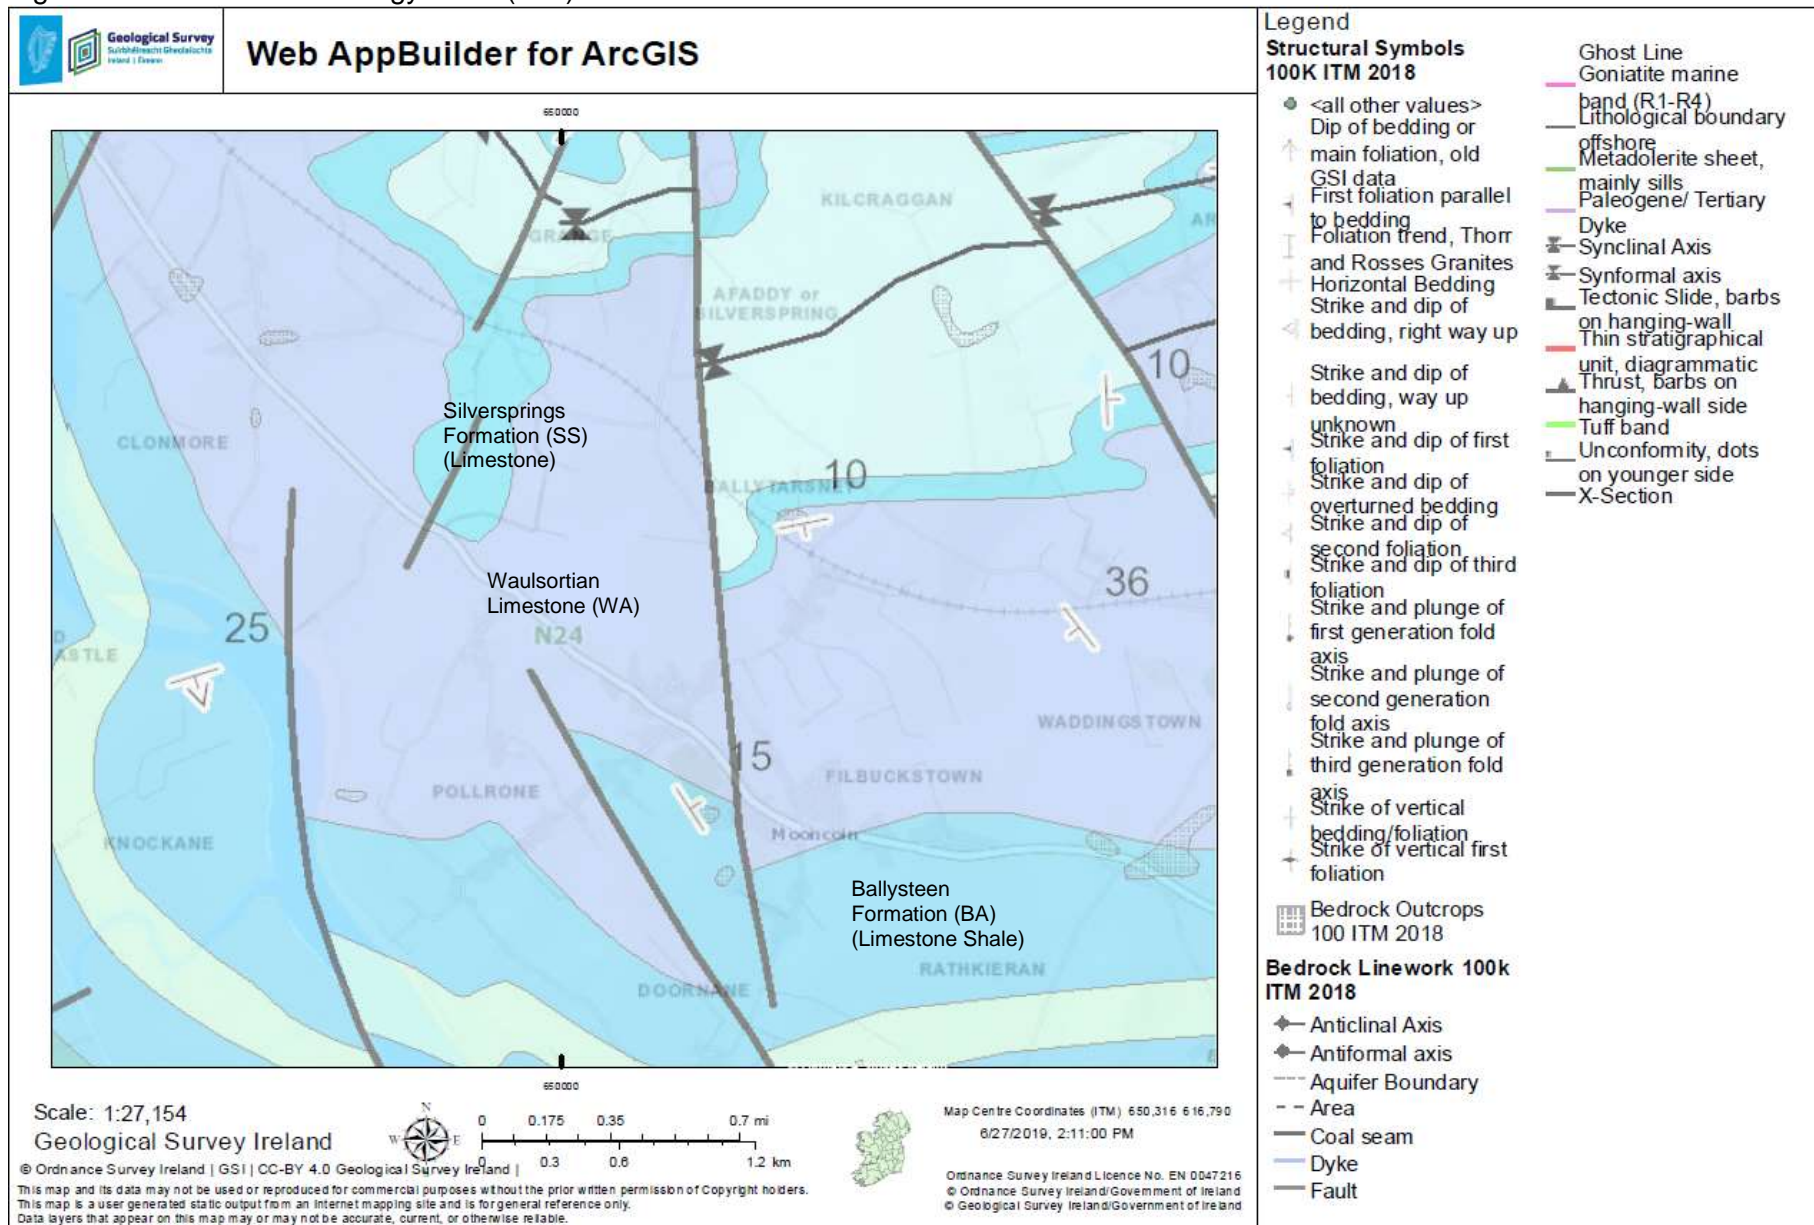 Geological Survey
Suirbhéireacht Gheolaíochta
Ireland | Éireann
Web AppBuilder for ArcGIS
650000
KILCRAGGAN
AR
GRANGE
AFADDY or
SILVERSPRING
10
Silversprings
Formation (SS)
(Limestone)
CLONMORE
10
BALLYTARSNEY
Waulsortian
Limestone (WA)
36
25
N24
D
ASTLE
WADDINGSTOWN
15
FILBUCKSTOWN
POLLRONE
Mooncoin
KNOCKANE
Ballysteen
Formation (BA)
(Limestone Shale)
RATHKIERAN
DOORNANE
650000
Legend
Structural Symbols
100K ITM 2018
<all other values>
Dip of bedding or
main foliation, old
GSI data
First foliation parallel
to bedding
Foliation trend, Thorr
and Rosses Granites
Horizontal Bedding
Strike and dip of
bedding, right way up
Strike and dip of
bedding, way up
unknown
Strike and dip of first
foliation
Strike and dip of
overturned bedding
Strike and dip of
second foliation
Strike and dip of third
foliation
Strike and plunge of
first generation fold
axis
Strike and plunge of
second generation
fold axis
Strike and plunge of
third generation fold
axis
Strike of vertical
bedding/foliation
Strike of vertical first
foliation
Bedrock Outcrops
100 ITM 2018
Bedrock Linework 100k
ITM 2018
Anticlinal Axis
Antiformal axis
Aquifer Boundary
Area
Coal seam
Dyke
Fault
Ghost Line
Goniatite marine
band (R1-R4)
Lithological boundary
offshore
Metadolerite sheet,
mainly sills
Paleogene/ Tertiary
Dyke
Synclinal Axis
Synformal axis
Tectonic Slide, barbs
on hanging-wall
Thin stratigraphical
unit, diagrammatic
Thrust, barbs on
hanging-wall side
Tuff band
Unconformity, dots
on younger side
X-Section
Scale: 1:27,154
Geological Survey Ireland
© Ordnance Survey Ireland | GSI | CC-BY 4.0 Geological Survey Ireland |
This map and its data may not be used or reproduced for commercial purposes without the prior written permission of Copyright holders.
This map is a user generated static output from an Internet mapping site and is for general reference only.
Data layers that appear on this map may or may not be accurate, current, or otherwise reliable.
N
W E
0 0.175 0.35 0.7 mi
0 0.3 0.6 1.2 km
Map Centre Coordinates (ITM) 650,316 616,790
6/27/2019, 2:11:00 PM
Ordnance Survey Ireland Licence No. EN 0047216
© Ordnance Survey Ireland/Government of Ireland
© Geological Survey Ireland/Government of Ireland